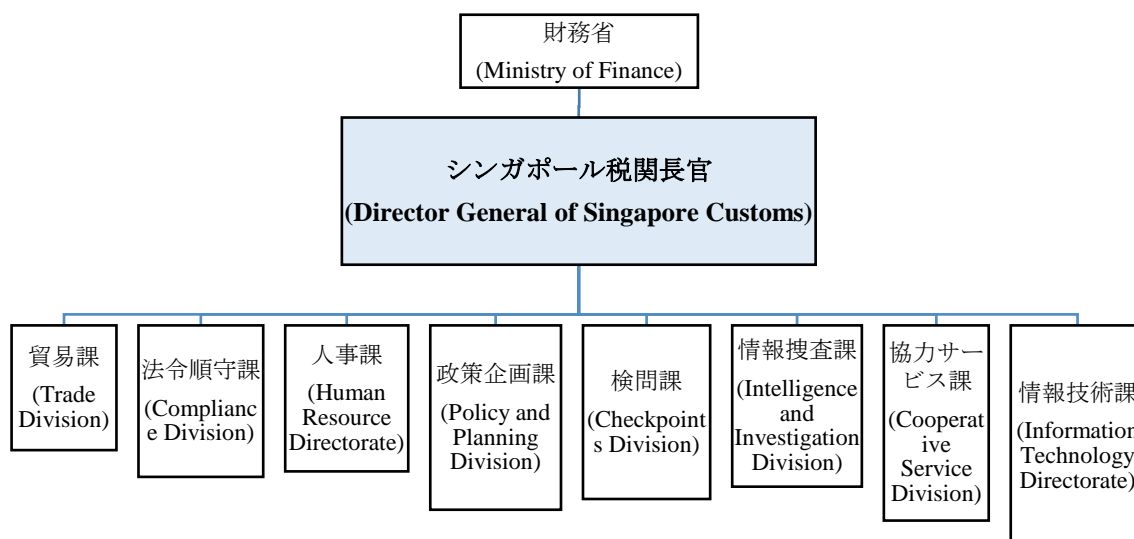 財務省
(Ministry of Finance)
シンガポール税関長官
(Director General of Singapore Customs)
貿易課
(Trade
Division)
法令順守課
(Complianc
e Division)
人事課
(Human
Resource
Directorate)
政策企画課
(Policy and
Planning
Division)
検問課
(Checkpoint
s Division)
情報捜査課
(Intelligence
and
Investigation
Division)
協力サー
ビス課
(Cooperat
ive
Service
Division)
情報技術課
(Information
Technology
Directorate)